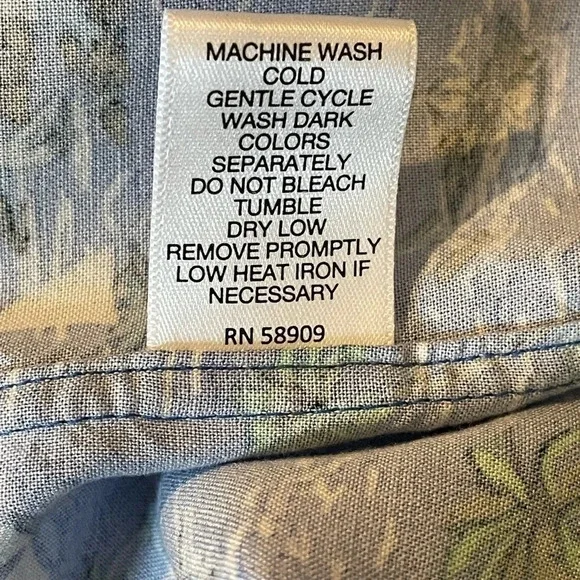 MACHINE WASH
COLD
GENTLE CYCLE
WASH DARK
COLORS
SEPARATELY
DO NOT BLEACH
TUMBLE
DRY LOW
REMOVE PROMPTLY
LOW HEAT IRON IF
NECESSARY
RN 58909